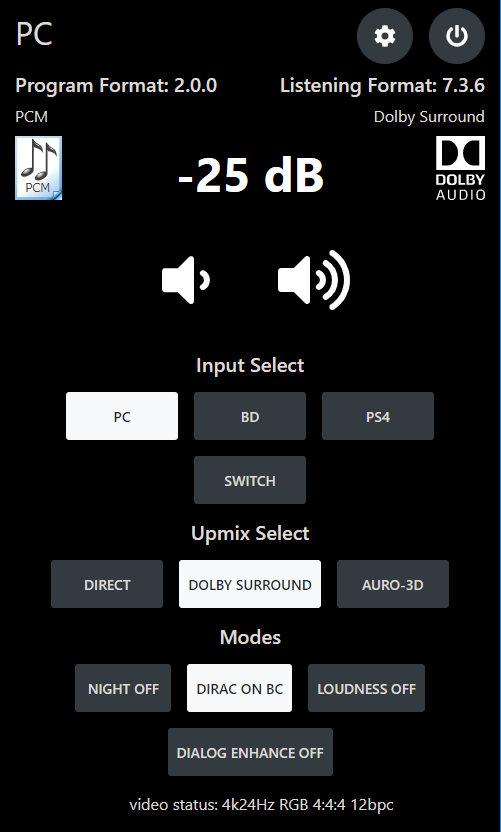 PC
Program Format: 2.0.0 Listening Format: 7.3.6
PCM Dolby Surround
PCM
-25 dB
DOLBY
AUDIO
Input Select
PC BD PS4
SWITCH
Upmix Select
DIRECT DOLBY SURROUND AURO-3D
Modes
NIGHT OFF DIRAC ON BC LOUDNESS OFF
DIALOG ENHANCE OFF
video status: 4k24Hz RGB 4:4:4 12bpc